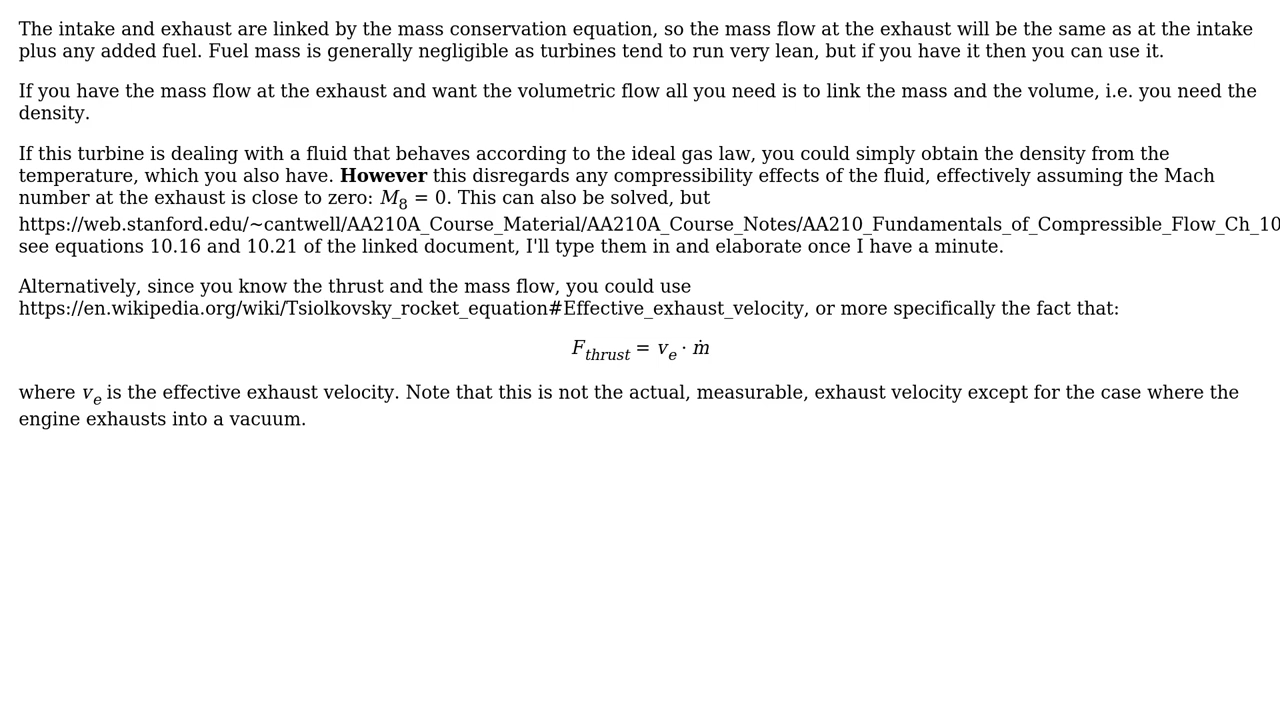 The intake and exhaust are linked by the mass conservation equation, so the mass flow at the exhaust will be the same as at the intake
plus any added fuel. Fuel mass is generally negligible as turbines tend to run very lean, but if you have it then you can use it.
If you have the mass flow at the exhaust and want the volumetric flow all you need is to link the mass and the volume, i.e. you need the
density.
If this turbine is dealing with a fluid that behaves according to the ideal gas law, you could simply obtain the density from the
temperature, which you also have. However this disregards any compressibility effects of the fluid, effectively assuming the Mach
number at the exhaust is close to zero: M₈ = 0. This can also be solved, but
https://web.stanford.edu/~cantwell/AA210A_Course_Material/AA210A_Course_Notes/AA210_Fundamentals_of_Compressible_Flow_Ch_10
see equations 10.16 and 10.21 of the linked document, I'll type them in and elaborate once I have a minute.
Alternatively, since you know the thrust and the mass flow, you could use
https://en.wikipedia.org/wiki/Tsiolkovsky_rocket_equation#Effective_exhaust_velocity, or more specifically the fact that:
F_thrust = v_e · ṁ
where v_e is the effective exhaust velocity. Note that this is not the actual, measurable, exhaust velocity except for the case where the
engine exhausts into a vacuum.